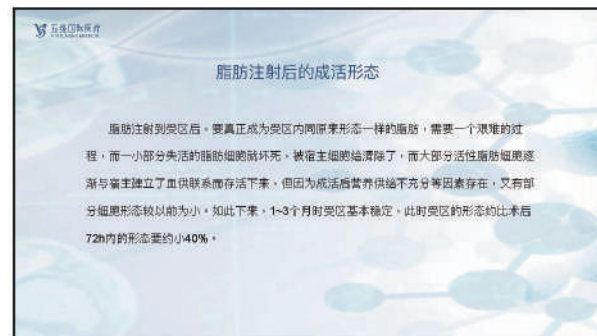 五洲国际医疗
脂肪注射后的成活形态
脂肪注射到受区后，要真正成为受区内同原来形态一样的脂肪，需要一个艰难的过
程，而一小部分失活的脂肪细胞就坏死，被宿主细胞给清除了，而大部分活性脂肪细胞逐
渐与宿主建立了血供联系而存活下来，但因为成活后营养供给不充分等因素存在，又有部
分细胞形态较以前为小。如此下来，1~3个月时受区基本稳定，此时受区的形态约比术后
72h内的形态要约小40%。